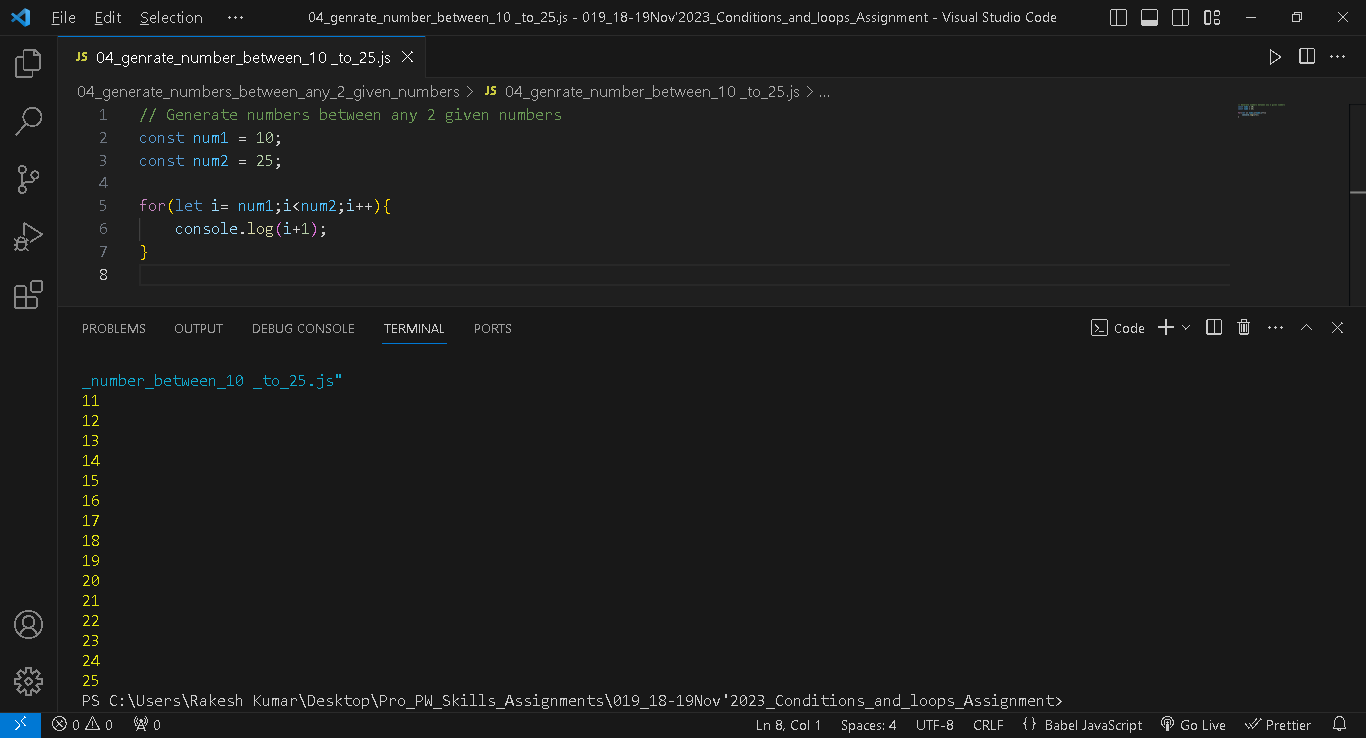 File Edit Selection ··· 04_genrate_number_between_10 _to_25.js - 019_18-19Nov'2023_Conditions_and_loops_Assignment - Visual Studio Code
JS 04_genrate_number_between_10 _to_25.js
04_generate_numbers_between_any_2_given_numbers > JS 04_genrate_number_between_10 _to_25.js > ...
1 // Generate numbers between any 2 given numbers
2 const num1 = 10;
3 const num2 = 25;
4
5 for(let i= num1;i<num2;i++){
6     console.log(i+1);
7 }
8
PROBLEMS OUTPUT DEBUG CONSOLE TERMINAL PORTS Code
_number_between_10 _to_25.js"
11
12
13
14
15
16
17
18
19
20
21
22
23
24
25
PS C:\Users\Rakesh Kumar\Desktop\Pro_PW_Skills_Assignments\019_18-19Nov'2023_Conditions_and_loops_Assignment>
0 0 0 Ln 8, Col 1 Spaces: 4 UTF-8 CRLF {} Babel JavaScript Go Live Prettier